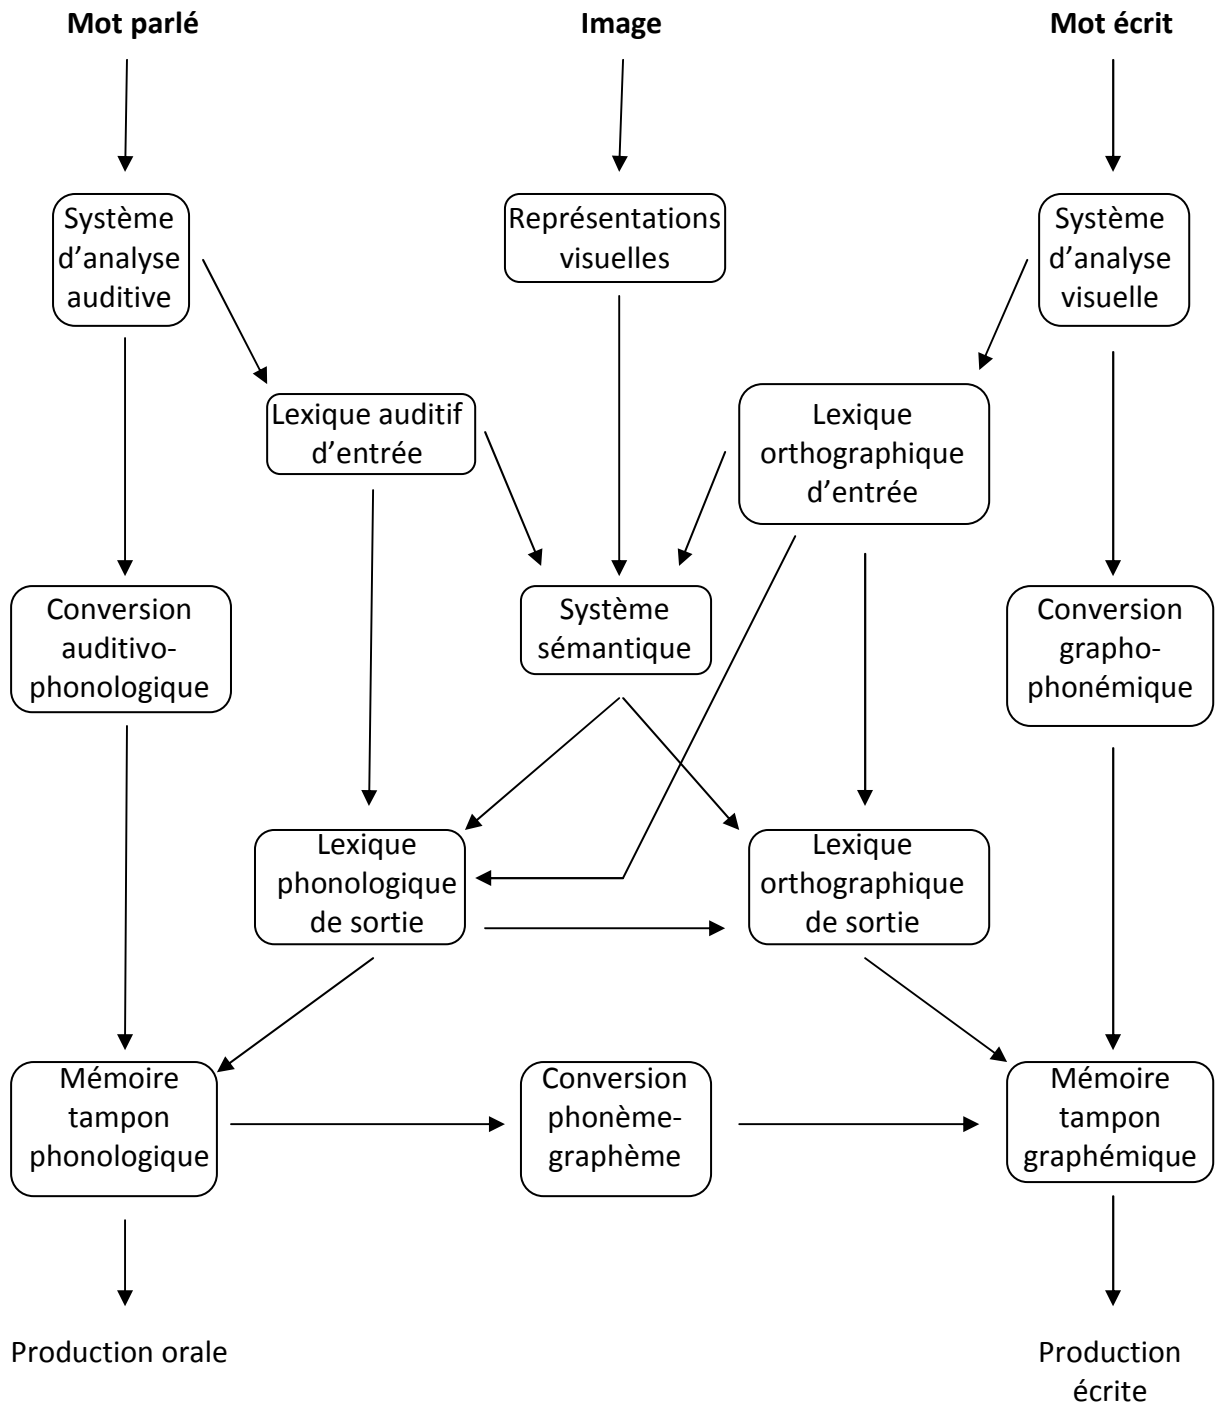 Mot parlé
Image
Mot écrit
Système
d’analyse
auditive
Représentations
visuelles
Système
d’analyse
visuelle
Lexique auditif
d’entrée
Lexique
orthographique
d’entrée
Conversion
auditivo-
phonologique
Système
sémantique
Conversion
grapho-
phonémique
Lexique
phonologique
de sortie
Lexique
orthographique
de sortie
Mémoire
tampon
phonologique
Conversion
phonème-
graphème
Mémoire
tampon
graphémique
Production orale
Production
écrite